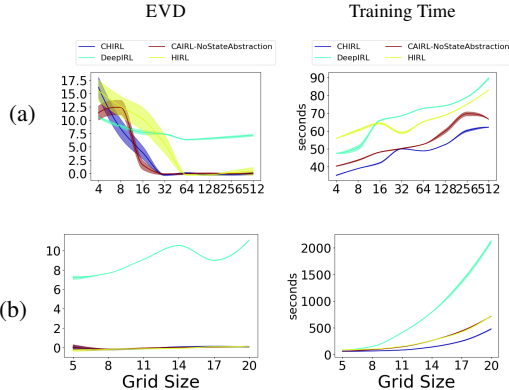 EVD
Training Time
CHIRL
CAIRL-NoStateAbstraction
DeepIRL
HIRL
CHIRL
CAIRL-NoStateAbstraction
DeepIRL
HIRL
(a)
17.5
15.0
12.5
10.0
7.5
5.0
2.5
0.0
4 8 16 32 64 128 256 512
seconds
90
80
70
60
50
40
4 8 16 32 64 128 256 512
(b)
10
8
6
4
2
0
5 8 11 14 17 20
Grid Size
seconds
2000
1500
1000
500
0
5 8 11 14 17 20
Grid Size